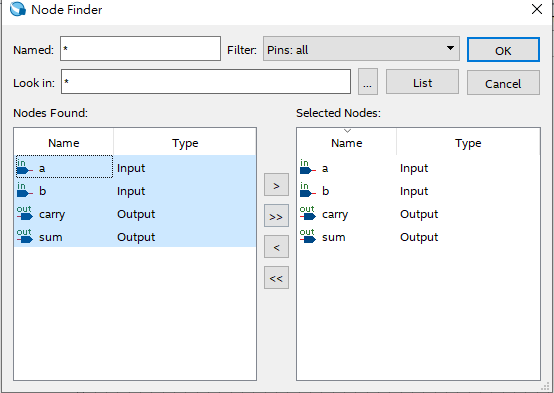 Node Finder
Named: * Filter: Pins: all OK
Look in: * ... List Cancel
Nodes Found: Selected Nodes:
Name Type Name Type
in a Input in a Input
in b Input > in b Input
out carry Output >> out carry Output
out sum Output < out sum Output
<<